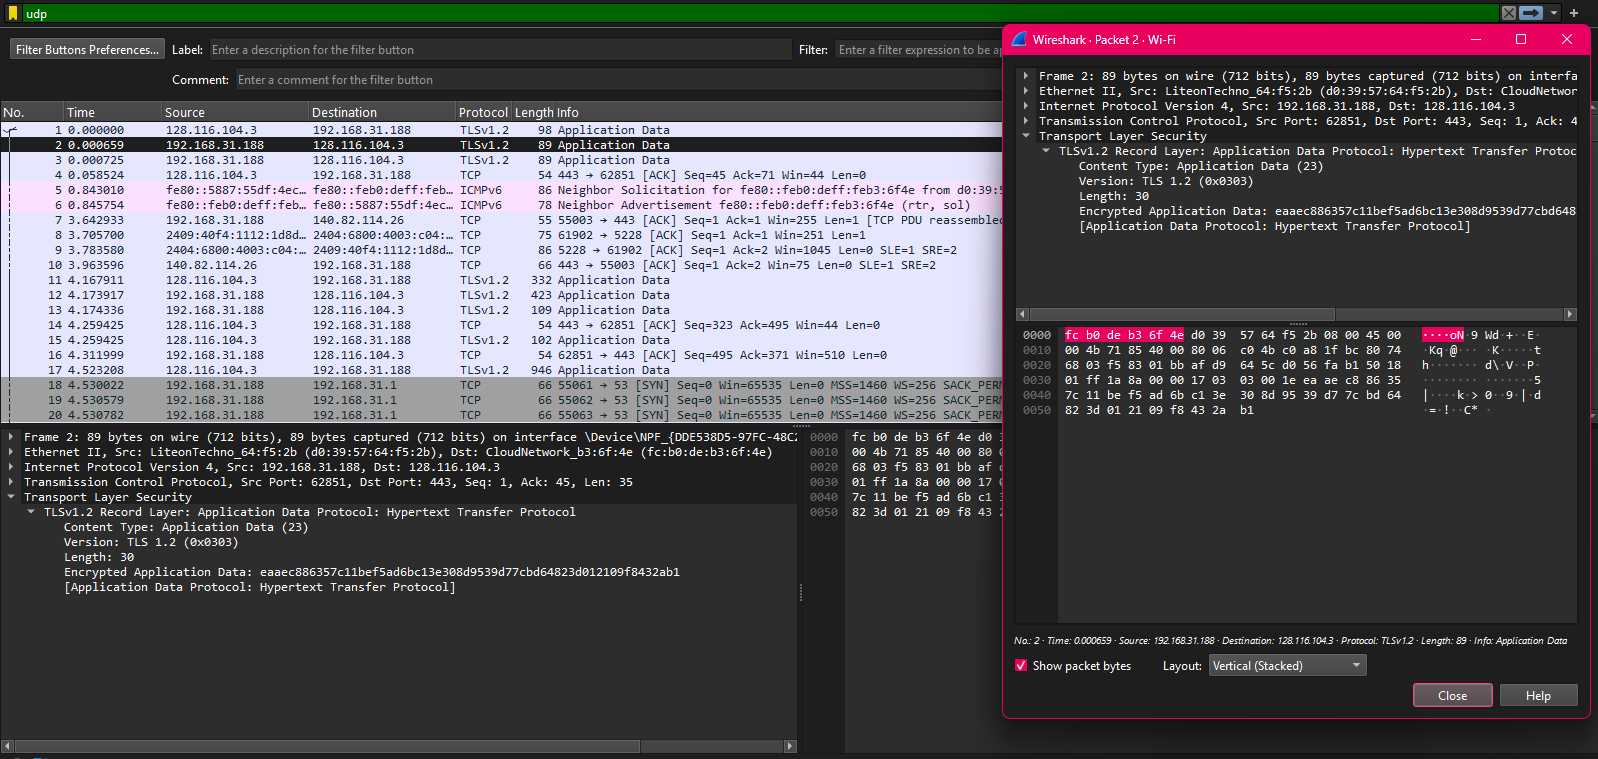 udp
Filter Buttons Preferences...
Label:
Enter a description for the filter button
Filter:
Enter a filter expression to be ap
Comment:
Enter a comment for the filter button
No. Time Source Destination Protocol Length Info
1 0.000000 128.116.104.3 192.168.31.188 TLSv1.2 98 Application Data
2 0.000659 192.168.31.188 128.116.104.3 TLSv1.2 89 Application Data
3 0.000725 192.168.31.188 128.116.104.3 TLSv1.2 89 Application Data
4 0.058524 128.116.104.3 192.168.31.188 TCP 54 443 → 62851 [ACK] Seq=45 Ack=71 Win=44 Len=0
5 0.843010 fe80::5887:55df:4ec… fe80::feb0:deff:feb… ICMPv6 86 Neighbor Solicitation for fe80::feb0:deff:feb3:6f4e from d0:39:5
6 0.845754 fe80::feb0:deff:feb… fe80::5887:55df:4ec… ICMPv6 78 Neighbor Advertisement fe80::feb0:deff:feb3:6f4e (rtr, sol)
7 3.642933 192.168.31.188 140.82.114.26 TCP 55 55003 → 443 [ACK] Seq=1 Ack=1 Win=255 Len=1 [TCP PDU reassemblec
8 3.705700 2409:40f4:1112:1d8d… 2404:6800:4003:c04:… TCP 75 61902 → 5228 [ACK] Seq=1 Ack=1 Win=251 Len=1
9 3.783580 2404:6800:4003:c04:… 2409:40f4:1112:1d8d… TCP 86 5228 → 61902 [ACK] Seq=1 Ack=2 Win=1045 Len=0 SLE=1 SRE=2
10 3.963596 140.82.114.26 192.168.31.188 TCP 66 443 → 55003 [ACK] Seq=1 Ack=2 Win=75 Len=0 SLE=1 SRE=2
11 4.167911 128.116.104.3 192.168.31.188 TLSv1.2 332 Application Data
12 4.173917 192.168.31.188 128.116.104.3 TLSv1.2 423 Application Data
13 4.174336 192.168.31.188 128.116.104.3 TLSv1.2 109 Application Data
14 4.259425 128.116.104.3 192.168.31.188 TCP 54 443 → 62851 [ACK] Seq=323 Ack=495 Win=44 Len=0
15 4.259425 128.116.104.3 192.168.31.188 TLSv1.2 102 Application Data
16 4.311999 192.168.31.188 128.116.104.3 TCP 54 62851 → 443 [ACK] Seq=495 Ack=371 Win=510 Len=0
17 4.523208 128.116.104.3 192.168.31.188 TLSv1.2 946 Application Data
18 4.530022 192.168.31.188 192.168.31.1 TCP 66 55061 → 53 [SYN] Seq=0 Win=65535 Len=0 MSS=1460 WS=256 SACK_PERM
19 4.530579 192.168.31.188 192.168.31.1 TCP 66 55062 → 53 [SYN] Seq=0 Win=65535 Len=0 MSS=1460 WS=256 SACK_PERM
20 4.530782 192.168.31.188 192.168.31.1 TCP 66 55063 → 53 [SYN] Seq=0 Win=65535 Len=0 MSS=1460 WS=256 SACK_PERM
Frame 2: 89 bytes on wire (712 bits), 89 bytes captured (712 bits) on interface \Device\NPF_{DDE538D5-97FC-48C2
Ethernet II, Src: LiteonTechno_64:f5:2b (d0:39:57:64:f5:2b), Dst: CloudNetwork_b3:6f:4e (fc:b0:de:b3:6f:4e)
Internet Protocol Version 4, Src: 192.168.31.188, Dst: 128.116.104.3
Transmission Control Protocol, Src Port: 62851, Dst Port: 443, Seq: 1, Ack: 45, Len: 35
Transport Layer Security
TLSv1.2 Record Layer: Application Data Protocol: Hypertext Transfer Protocol
Content Type: Application Data (23)
Version: TLS 1.2 (0x0303)
Length: 30
Encrypted Application Data: eaaec886357c11bef5ad6bc13e308d9539d77cbd64823d012109f8432ab1
[Application Data Protocol: Hypertext Transfer Protocol]
0000 fc b0 de b3 6f 4e d0 3
0010 00 4b 71 85 40 00 80 0
0020 68 03 f5 83 01 bb af d
0030 01 ff 1a 8a 00 00 17 0
0040 7c 11 be f5 ad 6b c1 3
0050 82 3d 01 21 09 f8 43 2
Wireshark · Packet 2 · Wi-Fi
Frame 2: 89 bytes on wire (712 bits), 89 bytes captured (712 bits) on interfa
Ethernet II, Src: LiteonTechno_64:f5:2b (d0:39:57:64:f5:2b), Dst: CloudNetwor
Internet Protocol Version 4, Src: 192.168.31.188, Dst: 128.116.104.3
Transmission Control Protocol, Src Port: 62851, Dst Port: 443, Seq: 1, Ack: 4
Transport Layer Security
TLSv1.2 Record Layer: Application Data Protocol: Hypertext Transfer Protoc
Content Type: Application Data (23)
Version: TLS 1.2 (0x0303)
Length: 30
Encrypted Application Data: eaaec886357c11bef5ad6bc13e308d9539d77cbd648
[Application Data Protocol: Hypertext Transfer Protocol]
0000 fc b0 de b3 6f 4e d0 39 57 64 f5 2b 08 00 45 00 ····oN·9 Wd·+··E·
0010 00 4b 71 85 40 00 80 06 c0 4b c0 a8 1f bc 80 74 ·Kq·@··· ·K·····t
0020 68 03 f5 83 01 bb af d9 64 5c d0 56 fa b1 50 18 h······· d\·V··P·
0030 01 ff 1a 8a 00 00 17 03 03 00 1e ea ae c8 86 35 ········ ·······5
0040 7c 11 be f5 ad 6b c1 3e 30 8d 95 39 d7 7c bd 64 |····k·> 0··9·|·d
0050 82 3d 01 21 09 f8 43 2a b1 ·=·!··C* ·
No.: 2 · Time: 0.000659 · Source: 192.168.31.188 · Destination: 128.116.104.3 · Protocol: TLSv1.2 · Length: 89 · Info: Application Data
Show packet bytes
Layout:
Vertical (Stacked)
Close
Help